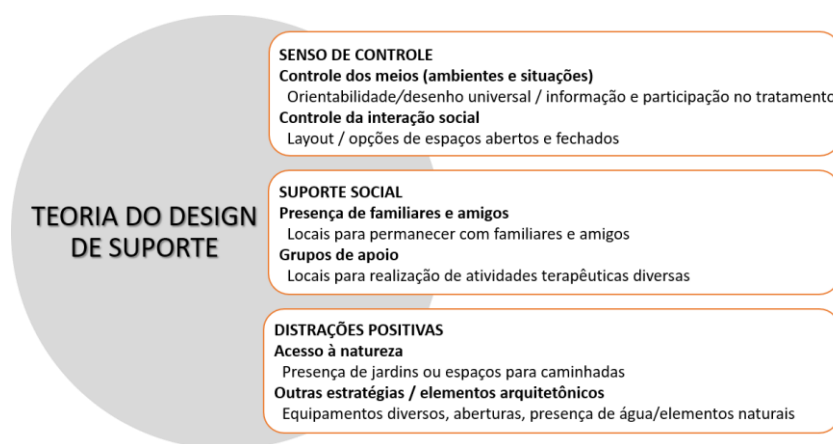 TEORIA DO DESIGN
DE SUPORTE
SENSO DE CONTROLE
Controle dos meios (ambientes e situações)
Orientabilidade/desenho universal / informação e participação no tratamento
Controle da interação social
Layout / opções de espaços abertos e fechados
SUPORTE SOCIAL
Presença de familiares e amigos
Locais para permanecer com familiares e amigos
Grupos de apoio
Locais para realização de atividades terapêuticas diversas
DISTRAÇÕES POSITIVAS
Acesso à natureza
Presença de jardins ou espaços para caminhadas
Outras estratégias / elementos arquitetônicos
Equipamentos diversos, aberturas, presença de água/elementos naturais